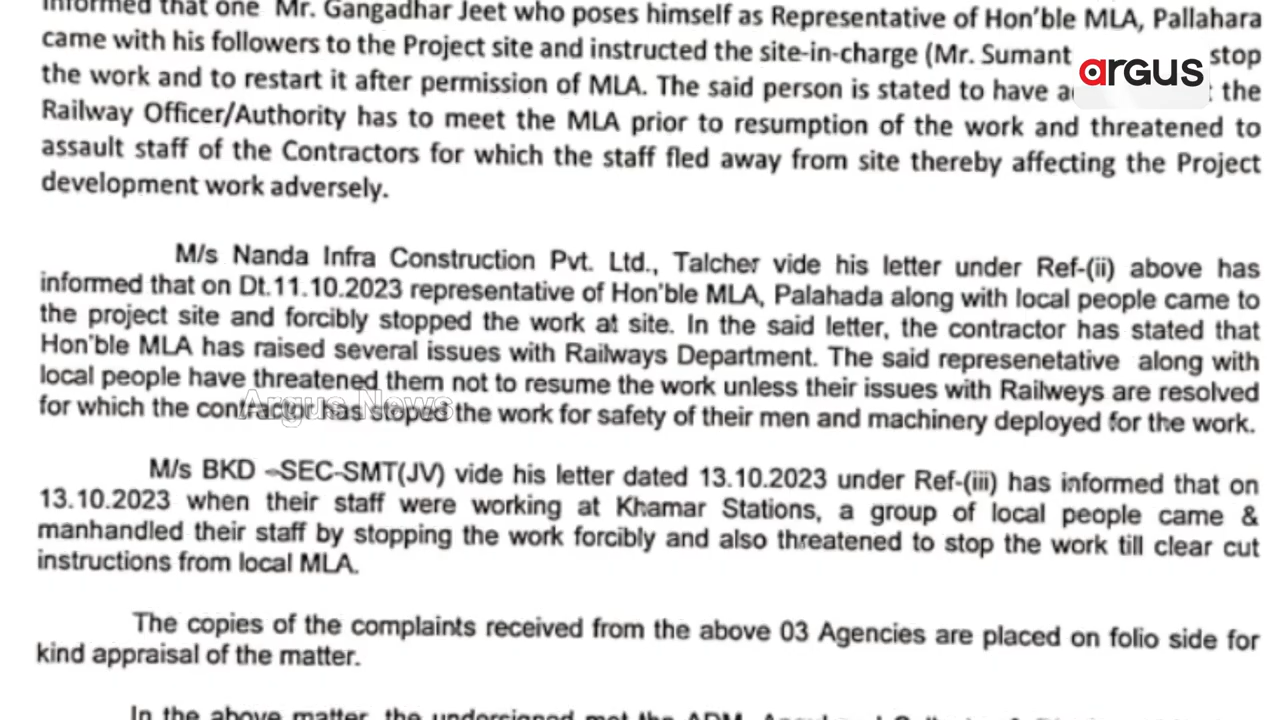 informed that one Mr. Gangadhar Jeet who poses himself as Representative of Hon'ble MLA, Pallahara
came with his followers to the Project site and instructed the site-in-charge (Mr. Sumant stop
argus
the work and to restart it after permission of MLA. The said person is stated to have the
Railway Officer/Authority has to meet the MLA prior to resumption of the work and threatened to
assault staff of the Contractors for which the staff fled away from site thereby affecting the Project
development work adversely.
M/s Nanda Infra Construction Pvt. Ltd., Talcher vide his letter under Ref-(ii) above has
informed that on Dt.11.10.2023 representative of Hon'ble MLA, Palahada along with local people came to
the project site and forcibly stopped the work at site. In the said letter, the contractor has stated that
Hon'ble MLA has raised several issues with Railways Department. The said represenetative along with
local people have threatened them not to resume the work unless their issues with Railweys are resolved
for which the contractor has stoped the work for safety of their men and machinery deployed for the work.
Argus News
M/s BKD -SEC-SMT(JV) vide his letter dated 13.10.2023 under Ref-(iii) has informed that on
13.10.2023 when their staff were working at Khamar Stations, a group of local people came &
manhandled their staff by stopping the work forcibly and also threatened to stop the work till clear cut
instructions from local MLA.
The copies of the complaints received from the above 03 Agencies are placed on folio side for
kind appraisal of the matter.
In the above matter, the undersigned met the ADM,